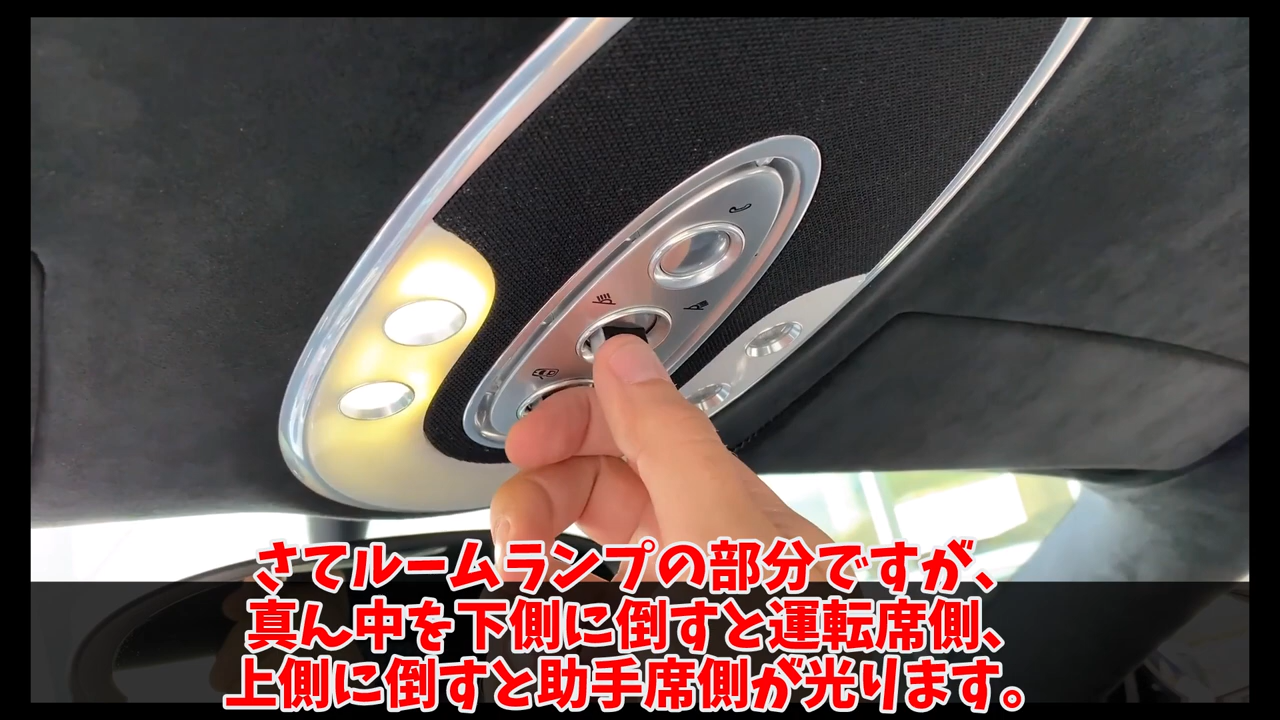 さてルームランプの部分ですが、
真ん中を下側に倒すと運転席側、
上側に倒すと助手席側が光ります。